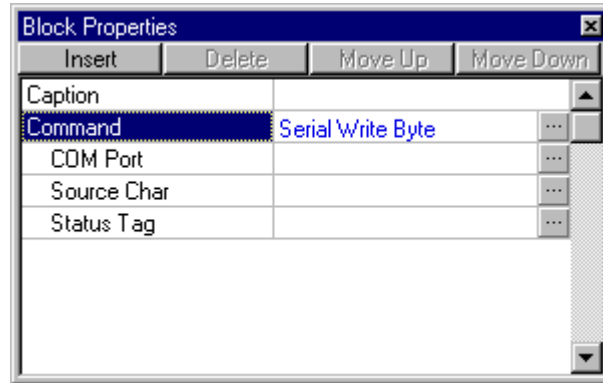 Block Properties
Insert Delete Move Up Move Down
Caption
Command Serial Write Byte ...
COM Port ...
Source Char ...
Status Tag ...